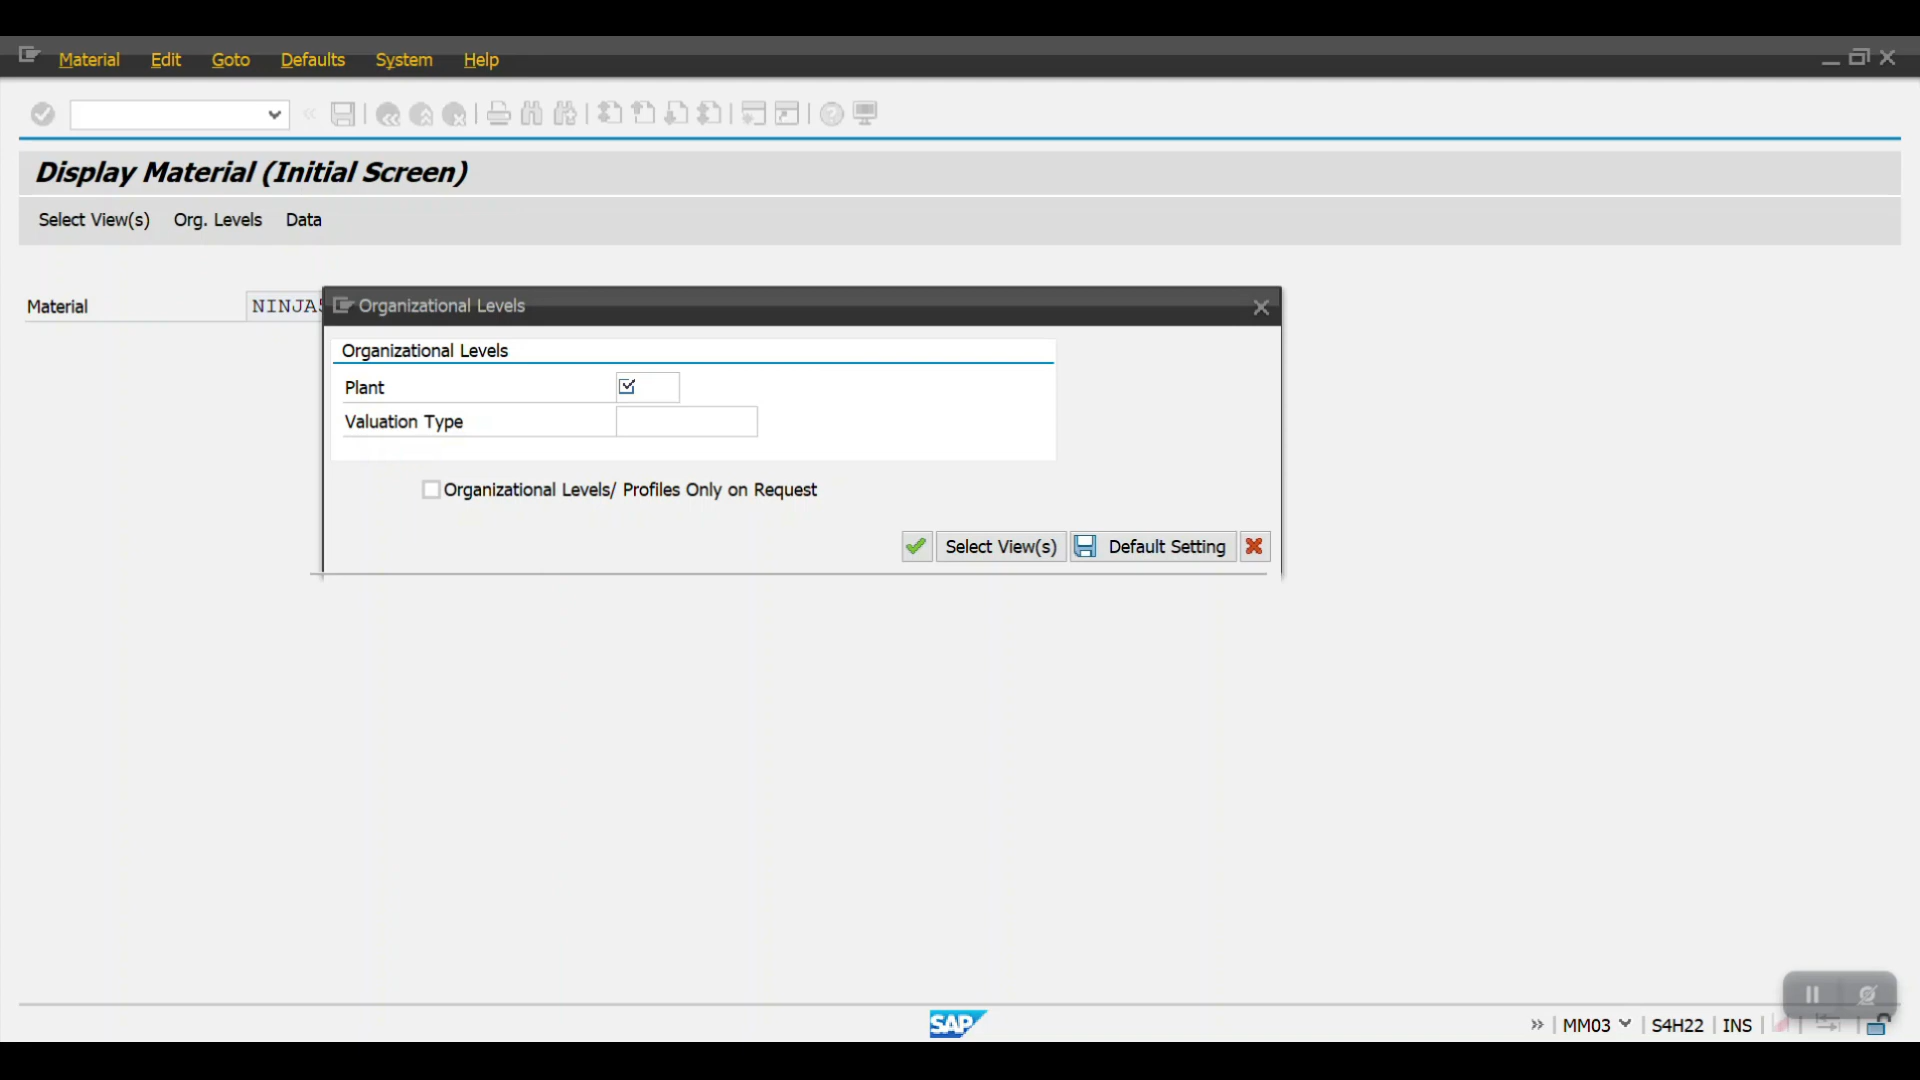 Material Edit Goto Defaults System Help
Display Material (Initial Screen)
Select View(s) Org. Levels Data
Material NINJA
Organizational Levels
Organizational Levels
Plant
Valuation Type
Organizational Levels/ Profiles Only on Request
Select View(s) Default Setting
SAP
MM03 S4H22 INS